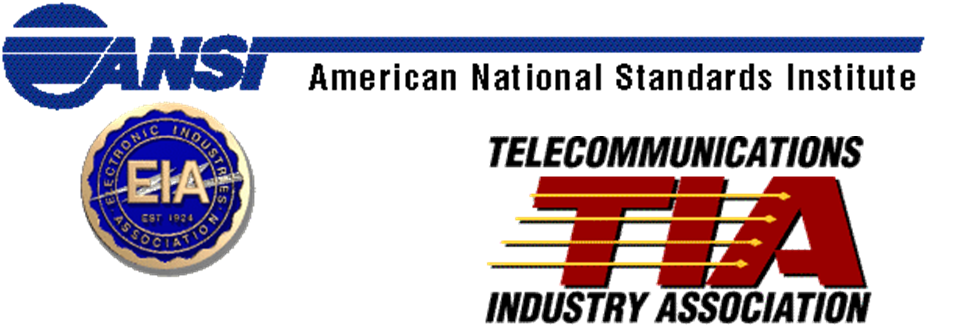 ANSI
American National Standards Institute
ELECTRONIC INDUSTRIES
EIA
EST 1924
ASSOCIATION
TELECOMMUNICATIONS
TIA
INDUSTRY ASSOCIATION